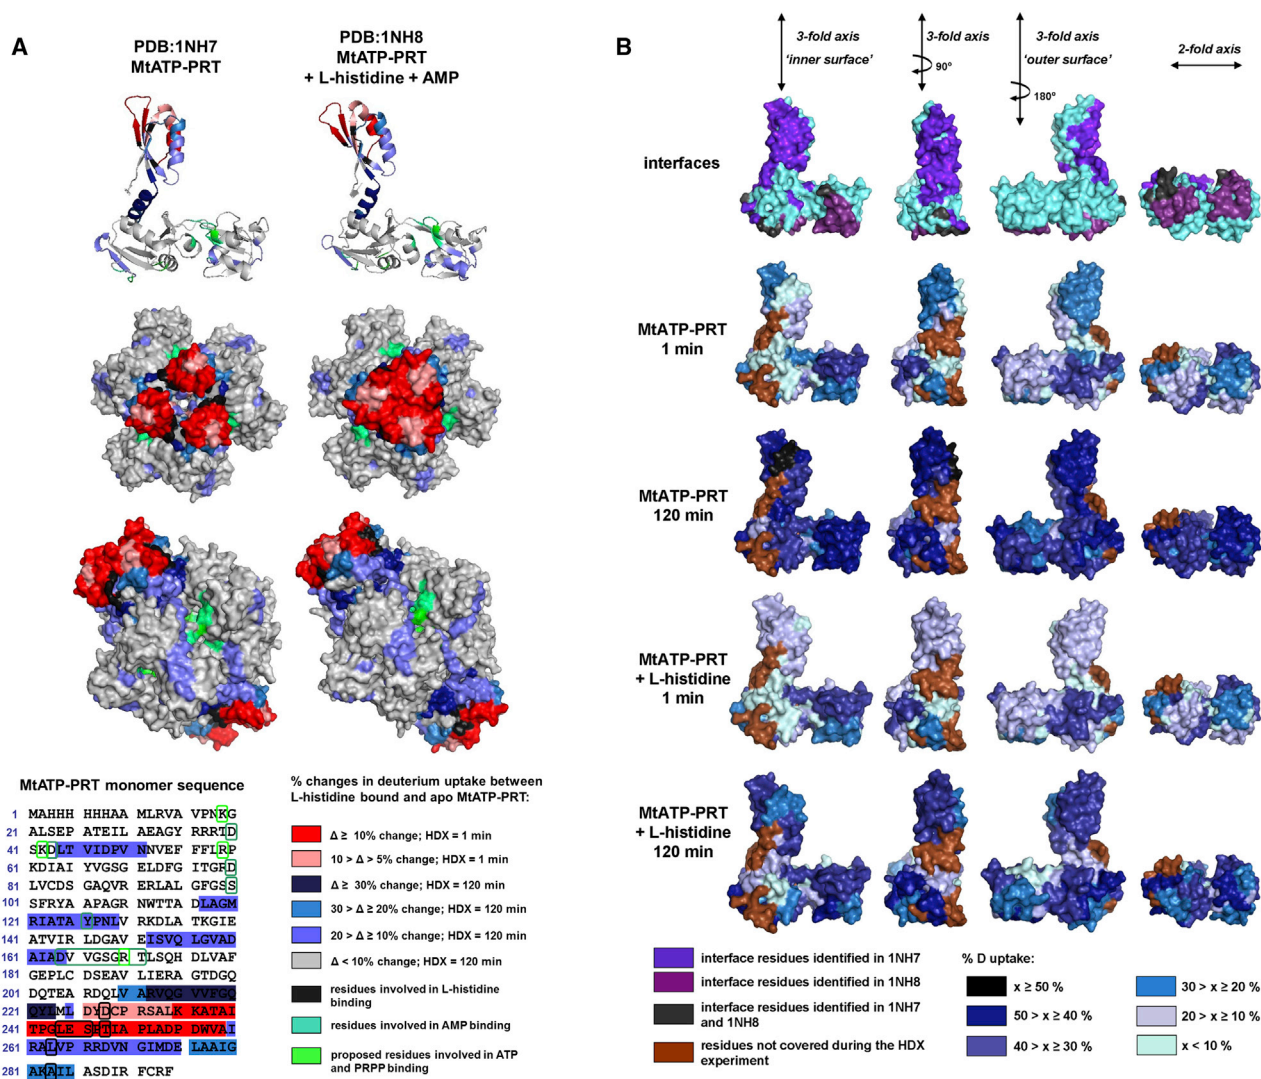 A
PDB:1NH7
MtATP-PRT
PDB:1NH8
MtATP-PRT
+ L-histidine + AMP
MtATP-PRT monomer sequence
1 MAHHH HHHAA MLRVA VPNKG
21 ALSEP ATEIL AEAGY RRRTD
41 SKDLT VIDPV NNVEF FFLRP
61 KDIAI YVGSG ELDFG ITGRD
81 LVCDS GAQVR ERLAL GFGSS
101 SFRYA APAGR NWTTA DLAGM
121 RIATA YPNLV RKDLA TKGIE
141 ATVIR LDGAV EISVQ LGVAD
161 AIADV VGSGR TLSQH DLVAF
181 GEPLC DSEAV LIERA GTDGQ
201 DQTEA RDQLV ARVQG VVFGQ
221 QYLML DYDCP RSALK KATAI
241 TPGLE SPTIA PLADP DWVAI
261 RALVP RRDVN GIMDE LAAIG
281 AKAIL ASDIR FCRF
% changes in deuterium uptake between
L-histidine bound and apo MtATP-PRT:
Δ ≥ 10% change; HDX = 1 min
10 > Δ > 5% change; HDX = 1 min
Δ ≥ 30% change; HDX = 120 min
30 > Δ ≥ 20% change; HDX = 120 min
20 > Δ ≥ 10% change; HDX = 120 min
Δ < 10% change; HDX = 120 min
residues involved in L-histidine
binding
residues involved in AMP binding
proposed residues involved in ATP
and PRPP binding
B
3-fold axis
'inner surface'
3-fold axis
90º
3-fold axis
'outer surface'
180º
2-fold axis
interfaces
MtATP-PRT
1 min
MtATP-PRT
120 min
MtATP-PRT
+ L-histidine
1 min
MtATP-PRT
+ L-histidine
120 min
interface residues identified in 1NH7
interface residues identified in 1NH8
interface residues identified in 1NH7
and 1NH8
residues not covered during the HDX
experiment
% D uptake:
x ≥ 50 %
50 > x ≥ 40 %
40 > x ≥ 30 %
30 > x ≥ 20 %
20 > x ≥ 10 %
x < 10 %